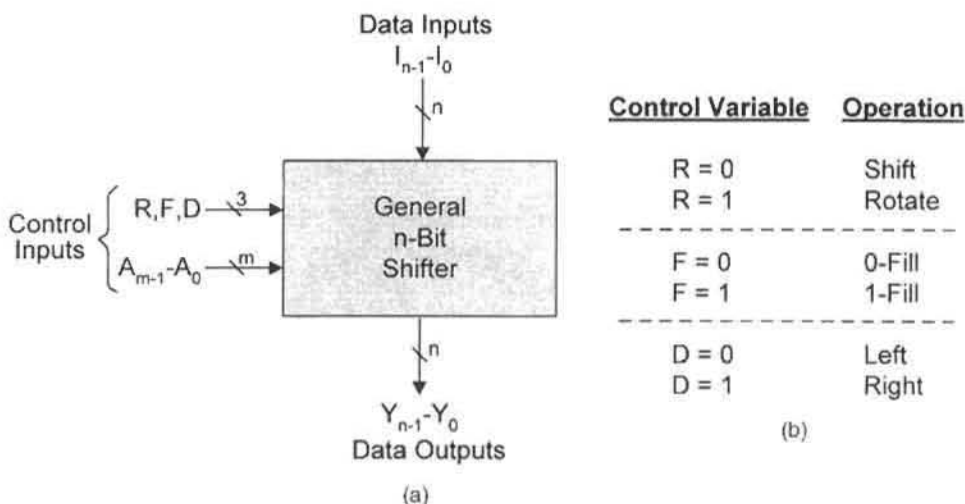 Data Inputs
Iₙ₋₁-I₀
n
Control Inputs
R,F,D
3
Aₘ₋₁-A₀
m
General
n-Bit
Shifter
n
Yₙ₋₁-Y₀
Data Outputs
(a)
Control Variable Operation
R = 0 Shift
R = 1 Rotate
F = 0 0-Fill
F = 1 1-Fill
D = 0 Left
D = 1 Right
(b)